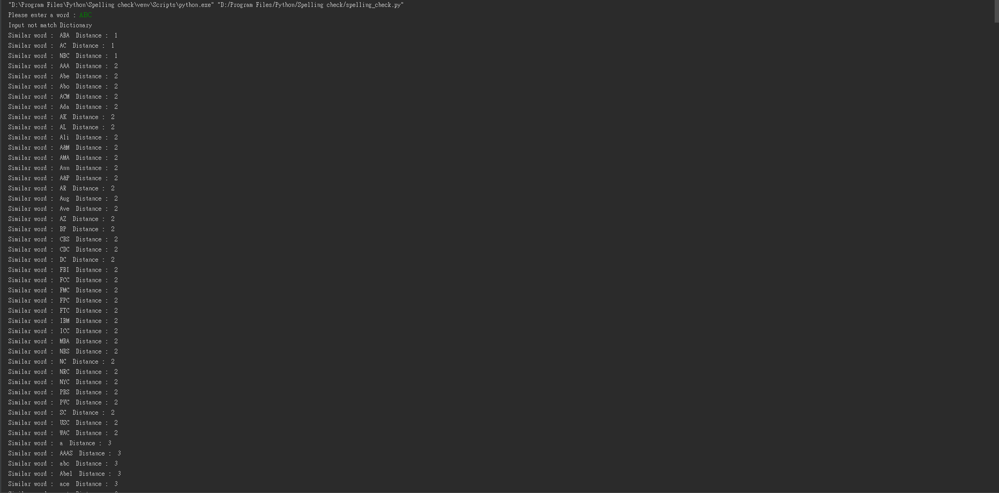 "D:\Program Files\Python\Spelling check\venv\Scripts\python.exe" "D:/Program Files/Python/Spelling check/spelling_check.py"
Please enter a word : ABC
Input not match Dictionary
Similar word :  ABA  Distance :  1
Similar word :  AC  Distance :  1
Similar word :  NBC  Distance :  1
Similar word :  AAA  Distance :  2
Similar word :  Abe  Distance :  2
Similar word :  Abo  Distance :  2
Similar word :  ACM  Distance :  2
Similar word :  Ada  Distance :  2
Similar word :  AK  Distance :  2
Similar word :  AL  Distance :  2
Similar word :  Ali  Distance :  2
Similar word :  A&M  Distance :  2
Similar word :  AMA  Distance :  2
Similar word :  Ann  Distance :  2
Similar word :  A&P  Distance :  2
Similar word :  AR  Distance :  2
Similar word :  Aug  Distance :  2
Similar word :  Ave  Distance :  2
Similar word :  AZ  Distance :  2
Similar word :  BP  Distance :  2
Similar word :  CBS  Distance :  2
Similar word :  CDC  Distance :  2
Similar word :  DC  Distance :  2
Similar word :  FBI  Distance :  2
Similar word :  FCC  Distance :  2
Similar word :  FMC  Distance :  2
Similar word :  FPC  Distance :  2
Similar word :  FTC  Distance :  2
Similar word :  IBM  Distance :  2
Similar word :  ICC  Distance :  2
Similar word :  MBA  Distance :  2
Similar word :  NBS  Distance :  2
Similar word :  NC  Distance :  2
Similar word :  NRC  Distance :  2
Similar word :  NYC  Distance :  2
Similar word :  PBS  Distance :  2
Similar word :  PVC  Distance :  2
Similar word :  SC  Distance :  2
Similar word :  USC  Distance :  2
Similar word :  WAC  Distance :  2
Similar word :  a  Distance :  3
Similar word :  AAAS  Distance :  3
Similar word :  abc  Distance :  3
Similar word :  Abel  Distance :  3
Similar word :  ace  Distance :  3